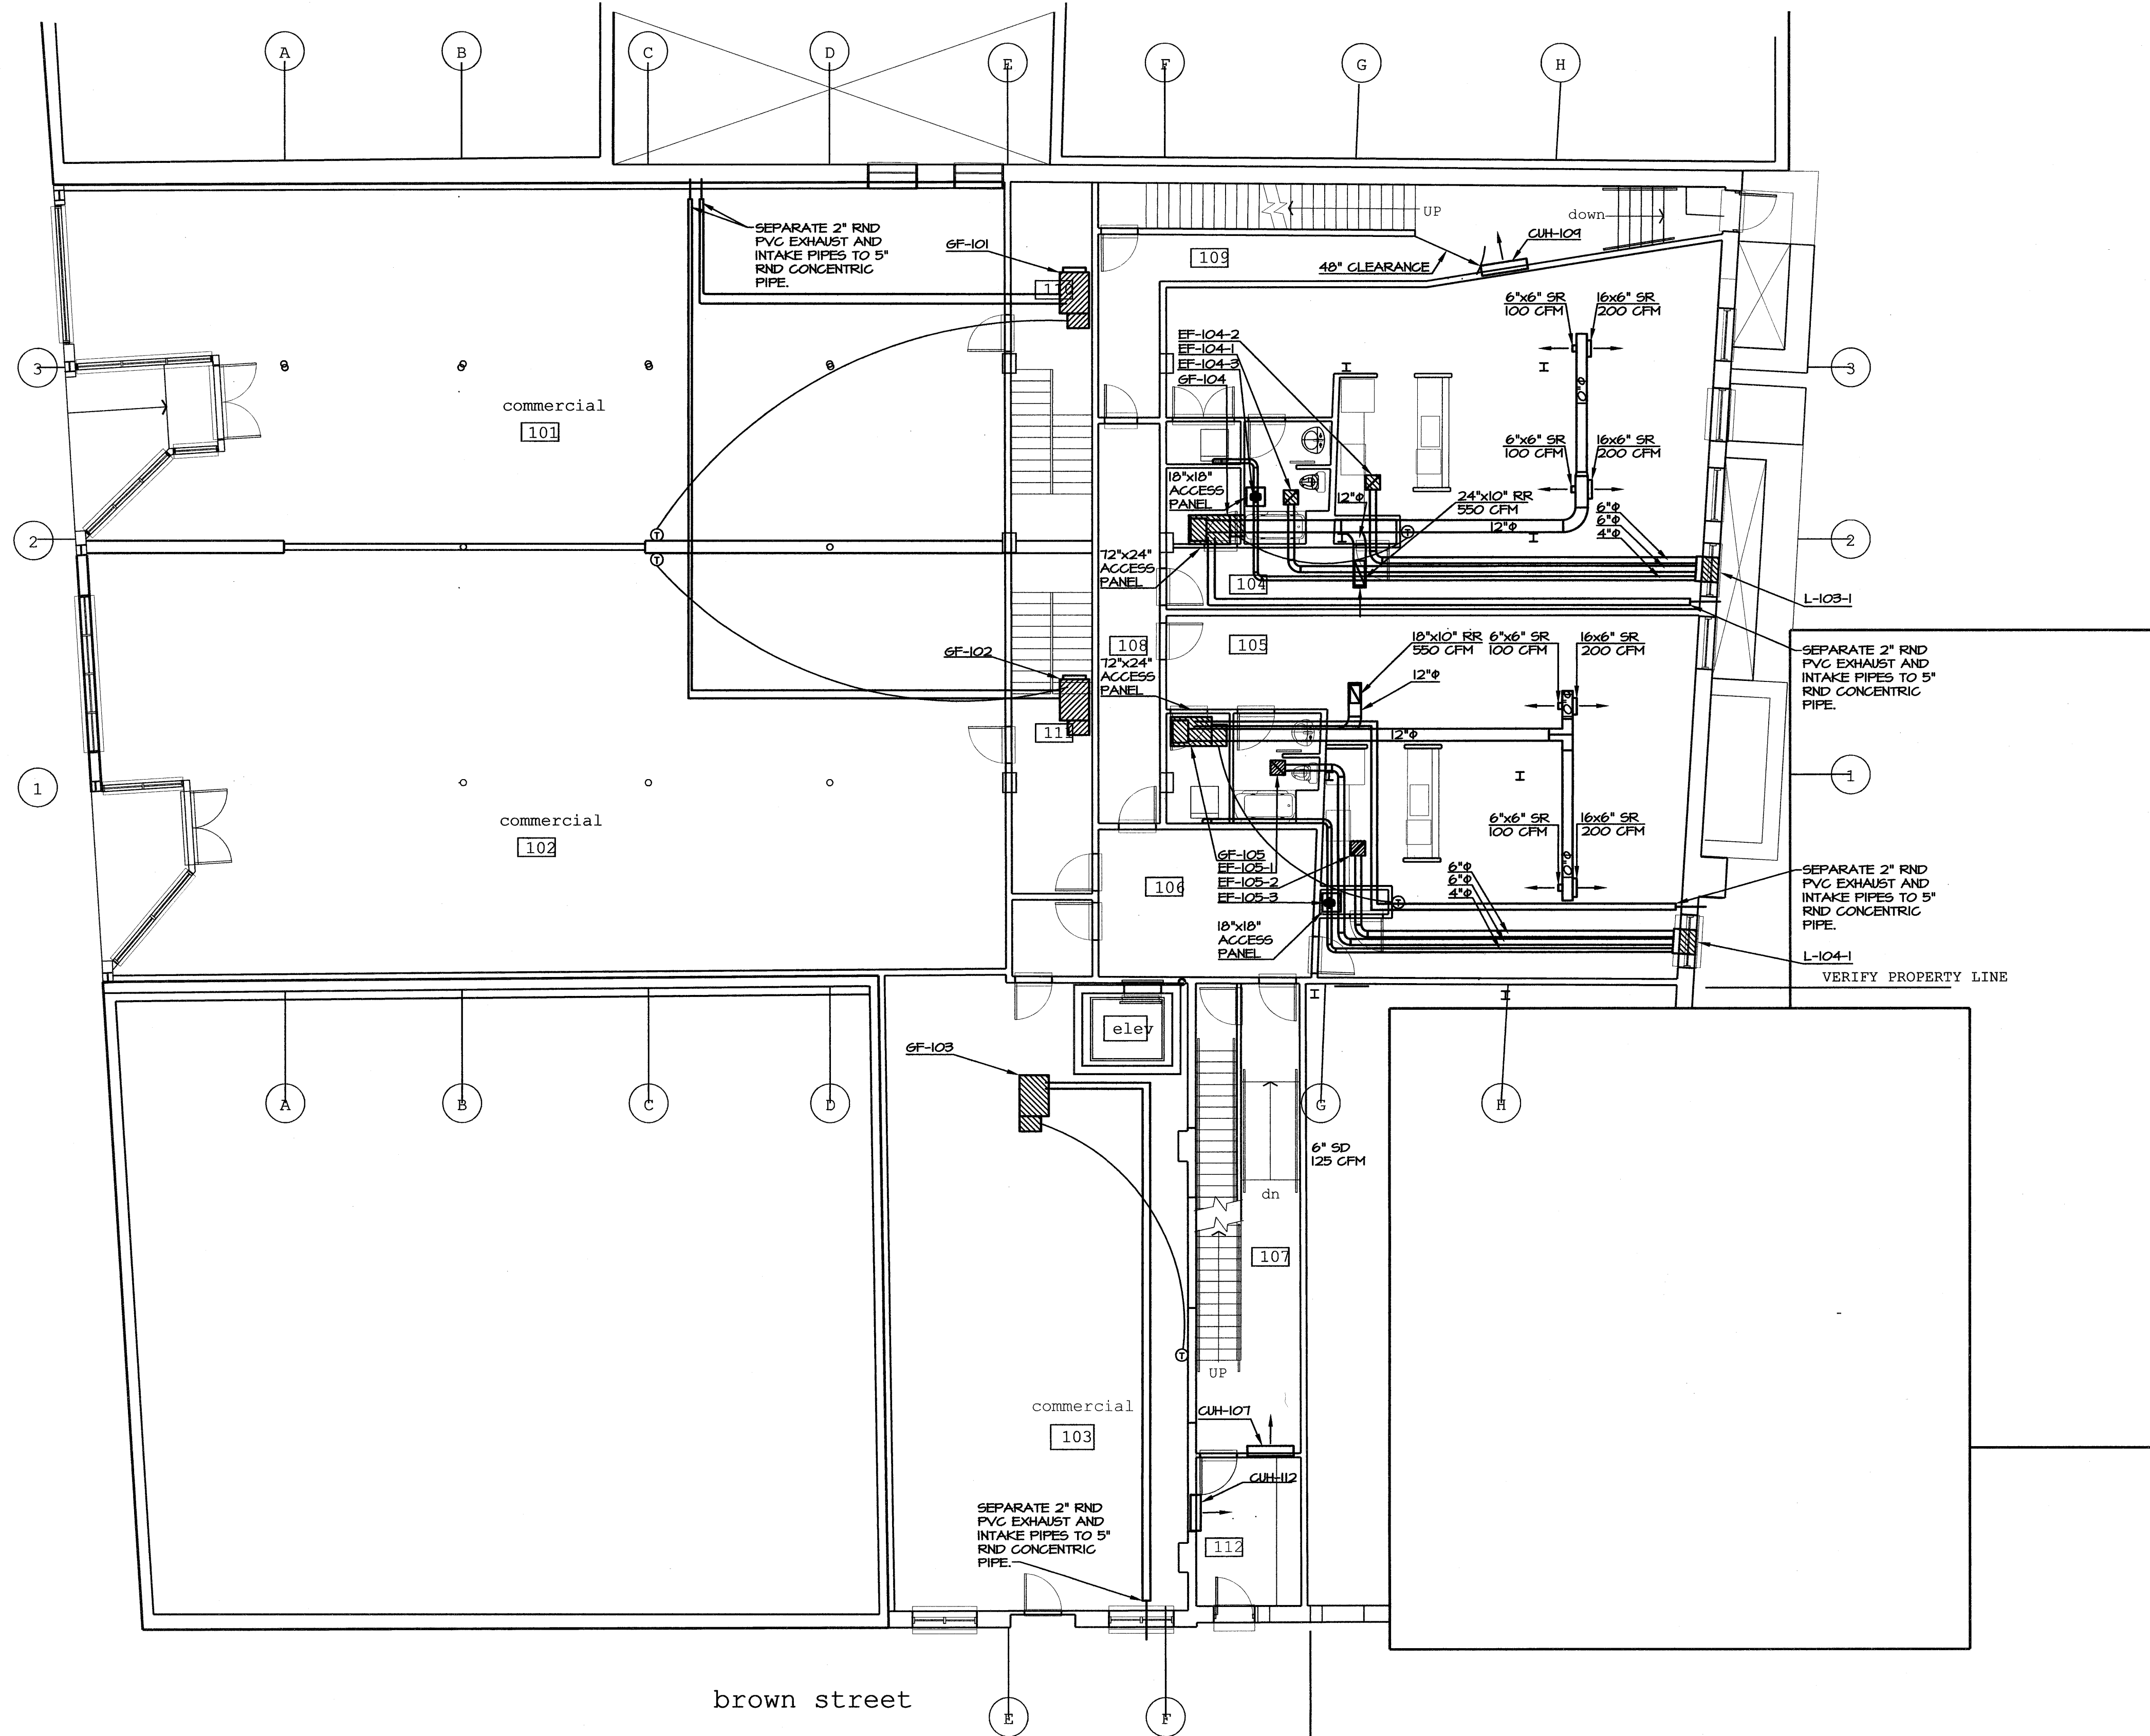 A
B
C
D
E
F
G
H
SEPARATE 2" RND
PVC EXHAUST AND
INTAKE PIPES TO 5"
RND CONCENTRIC
PIPE.
GF-101
110
109
UP
down
CUH-109
48" CLEARANCE
6"x6" SR
100 CFM
16x6" SR
200 CFM
EF-104-2
EF-104-1
EF-104-3
GF-104
3
3
commercial
101
6"x6" SR
100 CFM
16x6" SR
200 CFM
18"x18"
ACCESS
PANEL
12"Φ
24"x10" RR
550 CFM
12"Φ
6"Φ
6"Φ
4"Φ
2
2
72"x24"
ACCESS
PANEL
104
L-103-1
GF-102
108
72"x24"
ACCESS
PANEL
105
18"x10" RR
550 CFM
12"Φ
6"x6" SR
100 CFM
16x6" SR
200 CFM
SEPARATE 2" RND
PVC EXHAUST AND
INTAKE PIPES TO 5"
RND CONCENTRIC
PIPE.
111
12"Φ
1
1
commercial
102
6"x6" SR
100 CFM
16x6" SR
200 CFM
106
GF-105
EF-105-1
EF-105-2
EF-105-3
6"Φ
6"Φ
4"Φ
SEPARATE 2" RND
PVC EXHAUST AND
INTAKE PIPES TO 5"
RND CONCENTRIC
PIPE.
18"x18"
ACCESS
PANEL
L-104-1
VERIFY PROPERTY LINE
elev
GF-103
A
B
C
D
G
H
6" SD
125 CFM
dn
107
UP
commercial
103
CUH-107
CUH-112
SEPARATE 2" RND
PVC EXHAUST AND
INTAKE PIPES TO 5"
RND CONCENTRIC
PIPE.
112
brown street
E
F
T
T
T
T
T